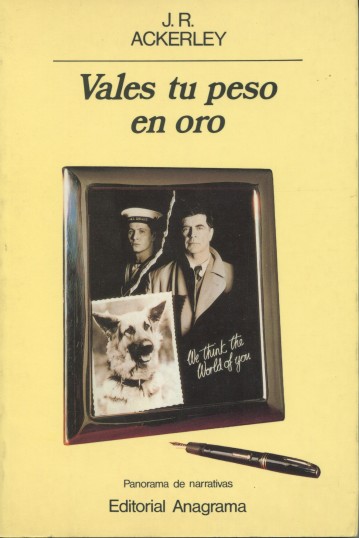 J. R.
ACKERLEY
Vales tu peso
en oro
We think the
World of you
Panorama de narrativas
Editorial Anagrama